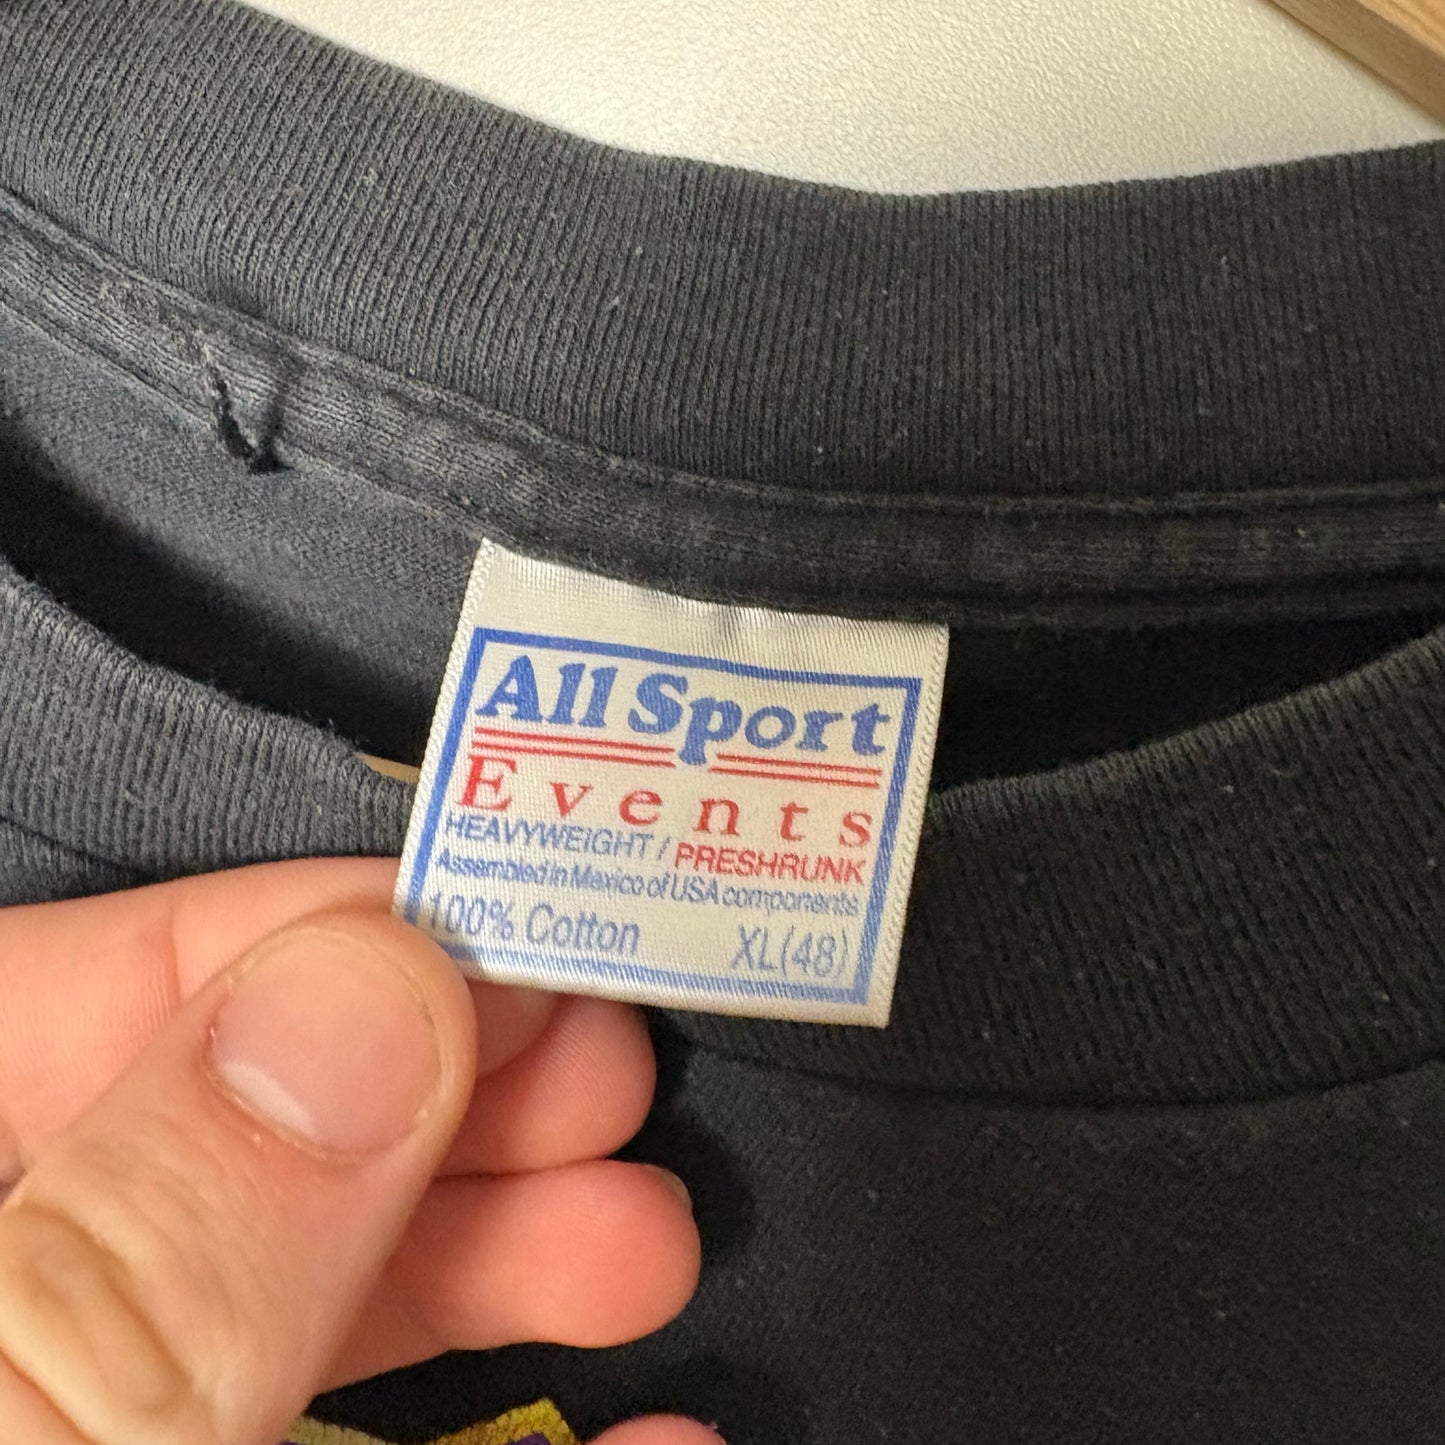 All Sport
Events
HEAVYWEIGHT / PRESHRUNK
Assembled in Mexico of USA components
100% Cotton XL(48)